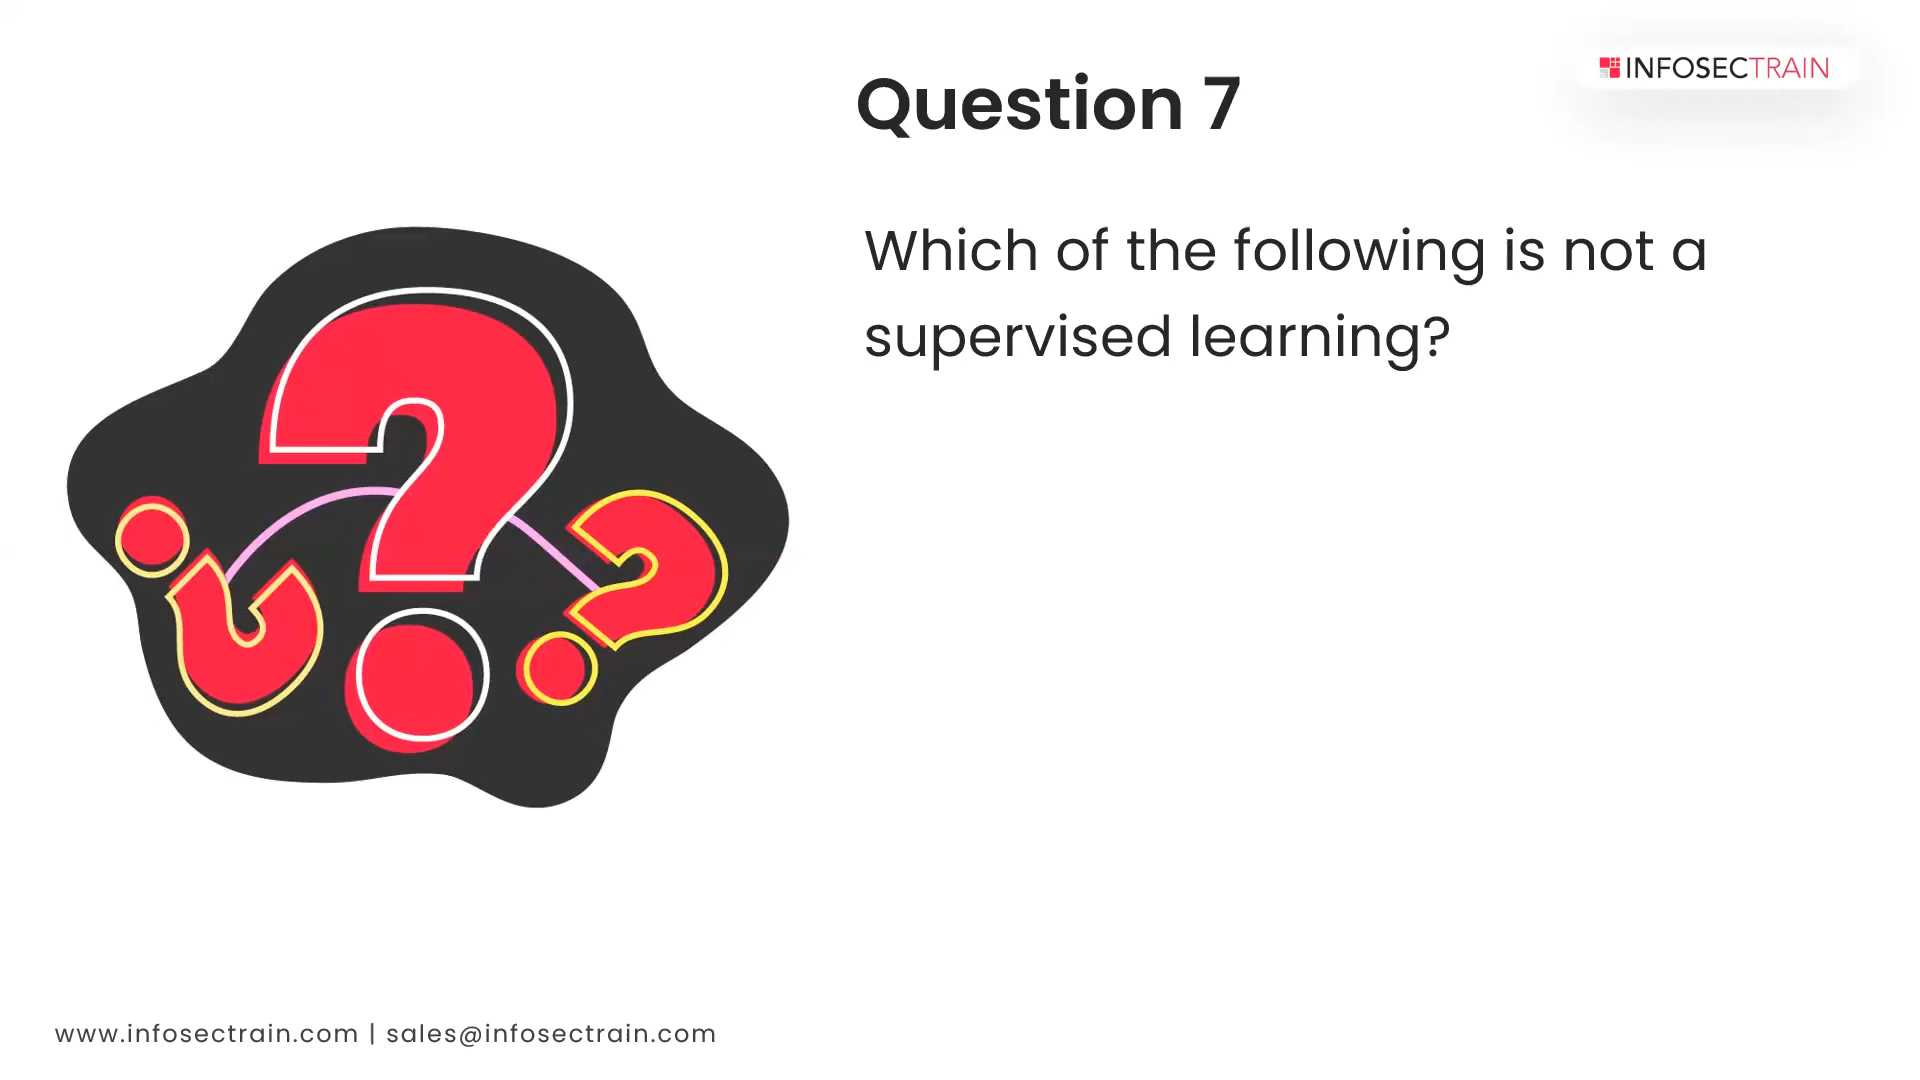 INFOSECTRAIN
Question 7
Which of the following is not a
supervised learning?
www.infosectrain.com | sales@infosectrain.com